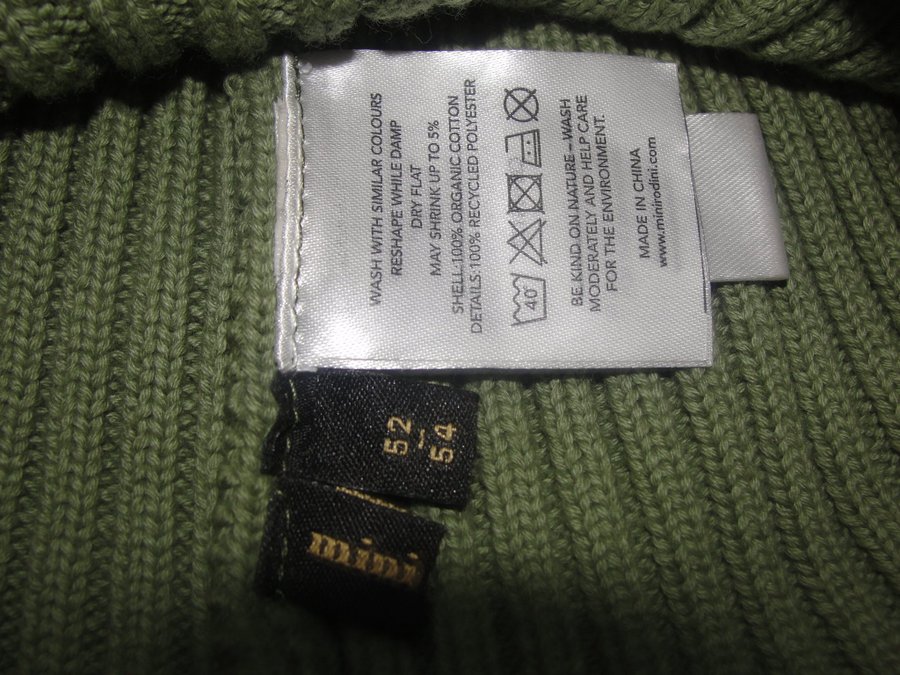 WASH WITH SIMILAR COLOURS
RESHAPE WHILE DAMP
DRY FLAT
MAY SHRINK UP TO 5%
SHELL:100% ORGANIC COTTON
DETAILS:100% RECYCLED POLYESTER
40°
BE KIND ON NATURE – WASH
MODERATELY AND HELP CARE
FOR THE ENVIRONMENT.
MADE IN CHINA
www.minirodini.com
52
–
54
mini